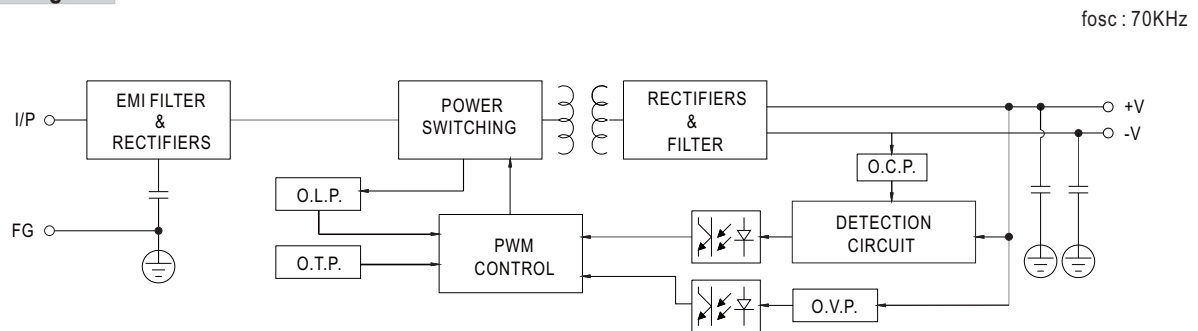 fosc : 70KHz
I/P
EMI FILTER
&
RECTIFIERS
POWER
SWITCHING
RECTIFIERS
&
FILTER
+V
-V
O.C.P.
O.L.P.
FG
PWM
CONTROL
DETECTION
CIRCUIT
O.T.P.
O.V.P.